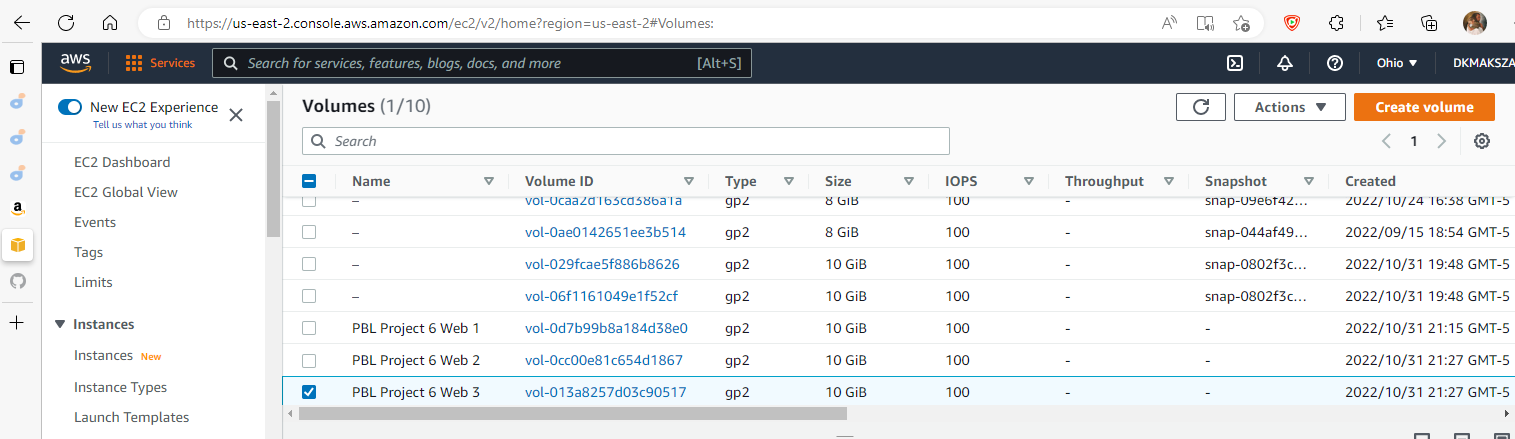 https://us-east-2.console.aws.amazon.com/ec2/v2/home?region=us-east-2#Volumes:
aws Services Search for services, features, blogs, docs, and more [Alt+S] Ohio DKMAKSZA
New EC2 Experience
Tell us what you think
EC2 Dashboard
EC2 Global View
Events
Tags
Limits
Instances
Instances New
Instance Types
Launch Templates
Volumes (1/10) Actions Create volume
Search 1
Name Volume ID Type Size IOPS Throughput Snapshot Created
– vol-0caa2d163cd386a1a gp2 8 GiB 100 - snap-09e6f42... 2022/10/24 16:38 GMT-5
– vol-0ae0142651ee3b514 gp2 8 GiB 100 - snap-044af49... 2022/09/15 18:54 GMT-5
– vol-029fcae5f886b8626 gp2 10 GiB 100 - snap-0802f3c... 2022/10/31 19:48 GMT-5
– vol-06f1161049e1f52cf gp2 10 GiB 100 - snap-0802f3c... 2022/10/31 19:48 GMT-5
PBL Project 6 Web 1 vol-0d7b99b8a184d38e0 gp2 10 GiB 100 - - 2022/10/31 21:15 GMT-5
PBL Project 6 Web 2 vol-0cc00e81c654d1867 gp2 10 GiB 100 - - 2022/10/31 21:27 GMT-5
PBL Project 6 Web 3 vol-013a8257d03c90517 gp2 10 GiB 100 - - 2022/10/31 21:27 GMT-5